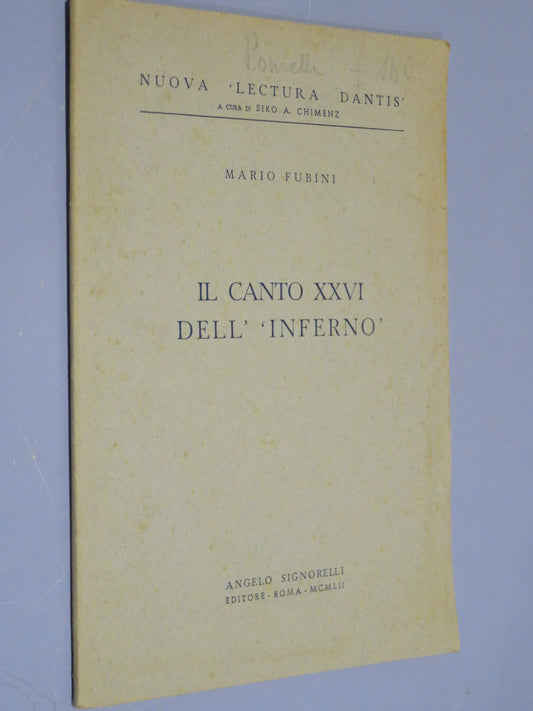 £ 160
NUOVA 'LECTURA DANTIS'
A CURA DI SIRO A. CHIMENZ
MARIO FUBINI
IL CANTO XXVI
DELL' 'INFERNO'
ANGELO SIGNORELLI
EDITORE - ROMA - MCMLII